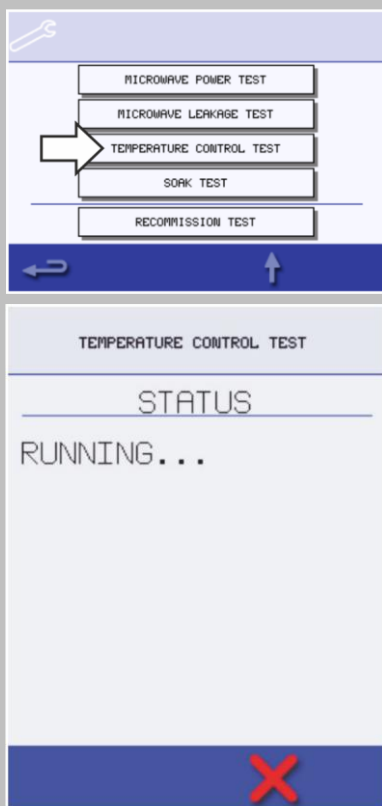 MICROWAVE POWER TEST
MICROWAVE LEAKAGE TEST
TEMPERATURE CONTROL TEST
SOAK TEST
RECOMMISSION TEST
TEMPERATURE CONTROL TEST
STATUS
RUNNING...